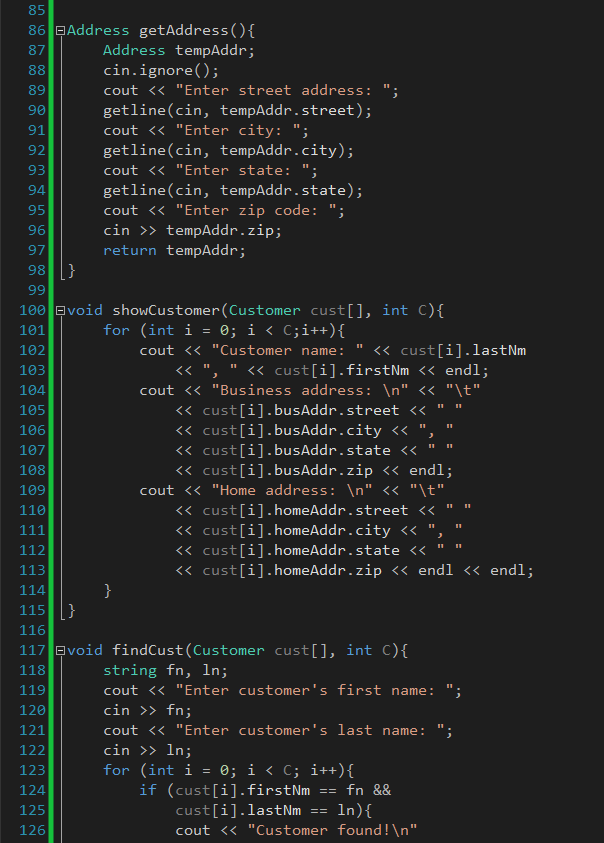 85
86 Address getAddress(){
87     Address tempAddr;
88     cin.ignore();
89     cout << "Enter street address: ";
90     getline(cin, tempAddr.street);
91     cout << "Enter city: ";
92     getline(cin, tempAddr.city);
93     cout << "Enter state: ";
94     getline(cin, tempAddr.state);
95     cout << "Enter zip code: ";
96     cin >> tempAddr.zip;
97     return tempAddr;
98 }
99
100 void showCustomer(Customer cust[], int C){
101     for (int i = 0; i < C;i++){
102         cout << "Customer name: " << cust[i].lastNm
103             << ", " << cust[i].firstNm << endl;
104         cout << "Business address: \n" << "\t"
105             << cust[i].busAddr.street << " "
106             << cust[i].busAddr.city << ", "
107             << cust[i].busAddr.state << " "
108             << cust[i].busAddr.zip << endl;
109         cout << "Home address: \n" << "\t"
110             << cust[i].homeAddr.street << " "
111             << cust[i].homeAddr.city << ", "
112             << cust[i].homeAddr.state << " "
113             << cust[i].homeAddr.zip << endl << endl;
114     }
115 }
116
117 void findCust(Customer cust[], int C){
118     string fn, ln;
119     cout << "Enter customer's first name: ";
120     cin >> fn;
121     cout << "Enter customer's last name: ";
122     cin >> ln;
123     for (int i = 0; i < C; i++){
124         if (cust[i].firstNm == fn &&
125             cust[i].lastNm == ln){
126             cout << "Customer found!\n"